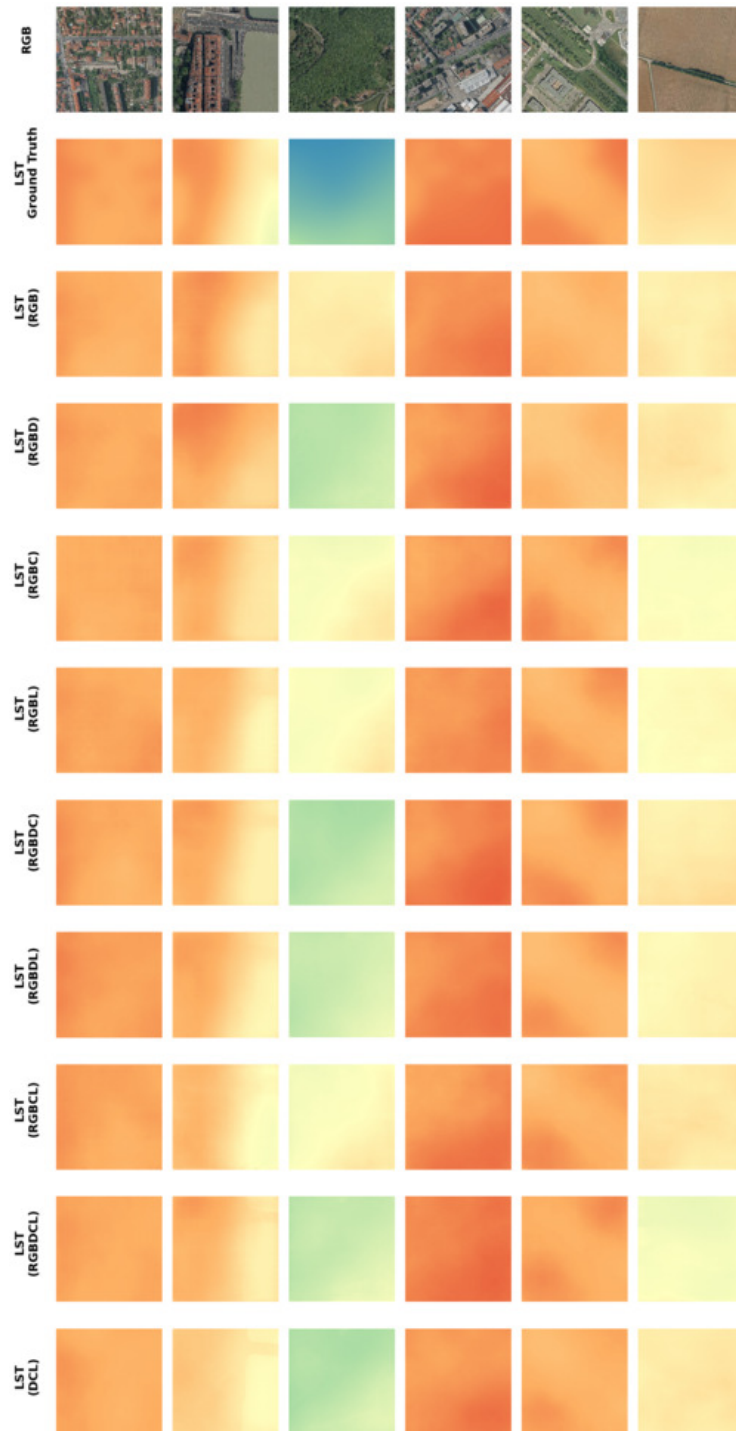 RGB
LST
Ground Truth
LST
(RGB)
LST
(RGBD)
LST
(RGBC)
LST
(RGBL)
LST
(RGBDC)
LST
(RGBDL)
LST
(RGBCL)
LST
(RGBDCL)
LST
(DCL)